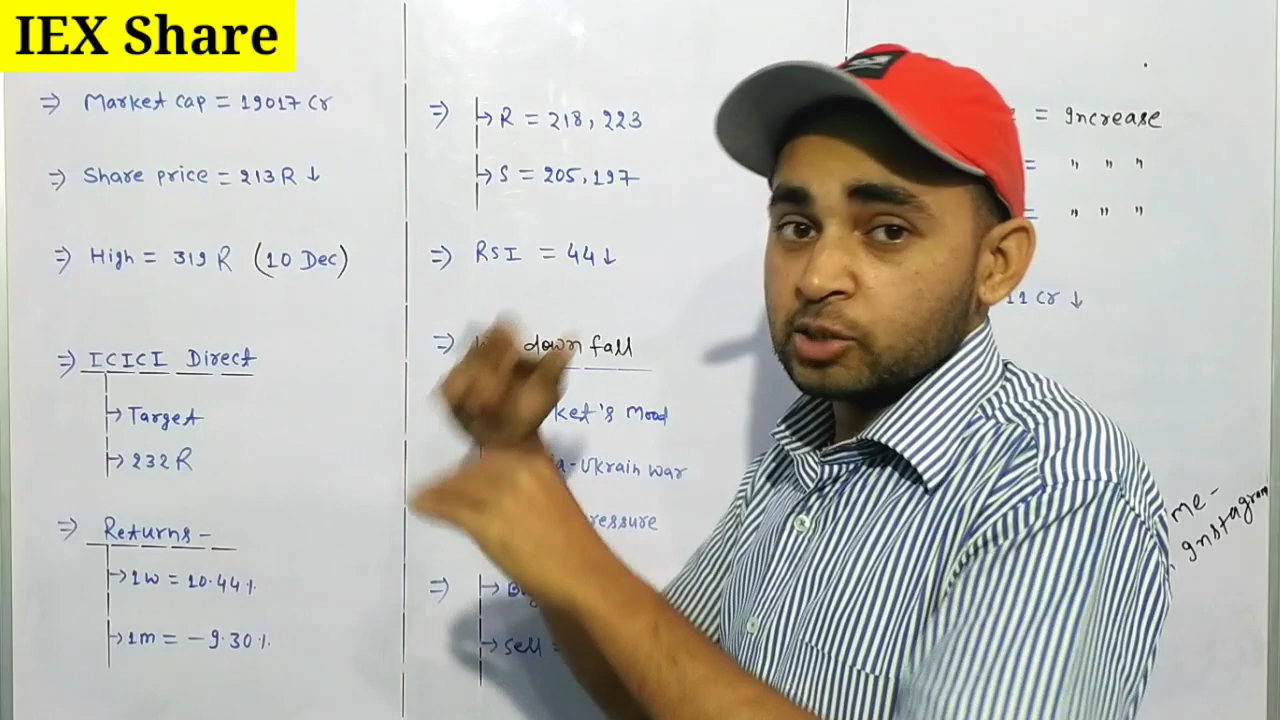 IEX Share
⇒ Market cap = 19017 Cr
⇒ Share price = 213 R ↓
⇒ High = 319 R (10 Dec)
⇒ ICICI Direct
→ Target
→ 232 R
⇒ Returns -
→ 1w = 10.44%
→ 1m = -9.30%
⇒ → R = 218, 223
→ S = 205, 197
⇒ RSI = 44 ↓
⇒ down fall
Mood
Ukrain war
⇒ →
→ Sell =
= Increase
= " " "
= " " "
11 Cr ↓
Me -
Instagram